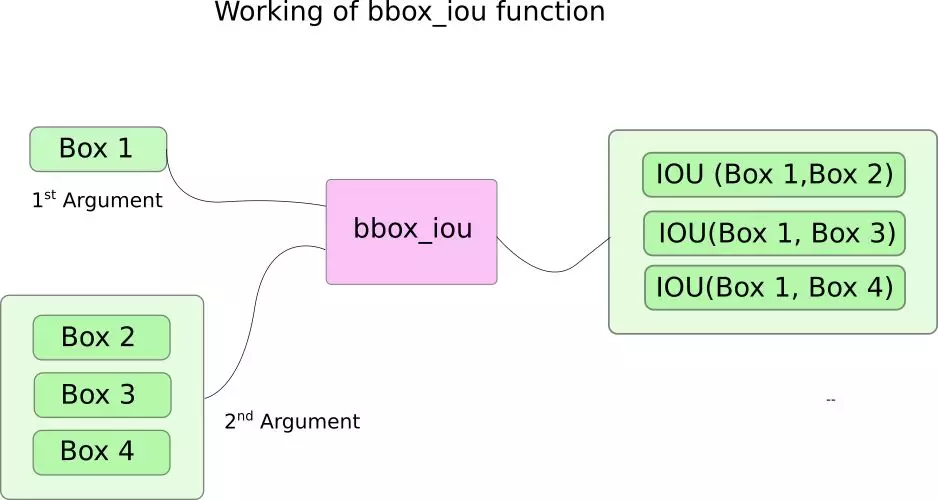 Working of bbox_iou function
Box 1
1st Argument
bbox_iou
IOU (Box 1,Box 2)
IOU(Box 1, Box 3)
IOU(Box 1, Box 4)
Box 2
Box 3
Box 4
2nd Argument
--